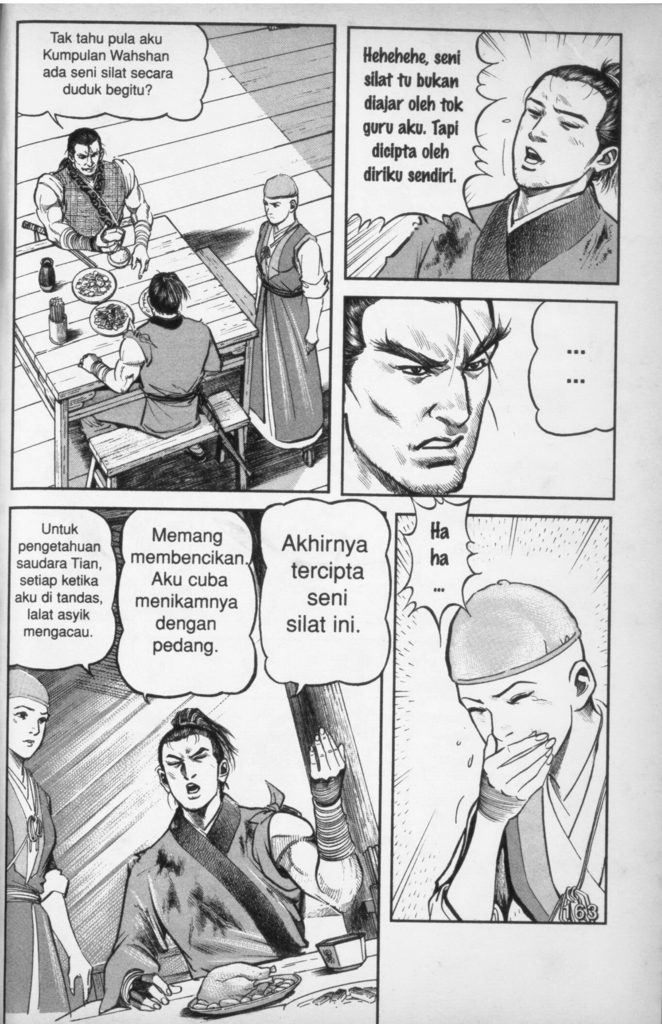 Tak tahu pula aku
Kumpulan Wahshan
ada seni silat secara
duduk begitu?
Hehehehe, seni
silat tu bukan
diajar oleh tok
guru aku. Tapi
dicipta oleh
diriku sendiri.
...
...
Untuk
pengetahuan
saudara Tian,
setiap ketika
aku di tandas,
lalat asyik
mengacau.
Memang
membencikan.
Aku cuba
menikamnya
dengan
pedang.
Akhirnya
tercipta
seni
silat ini.
Ha
ha
...
163